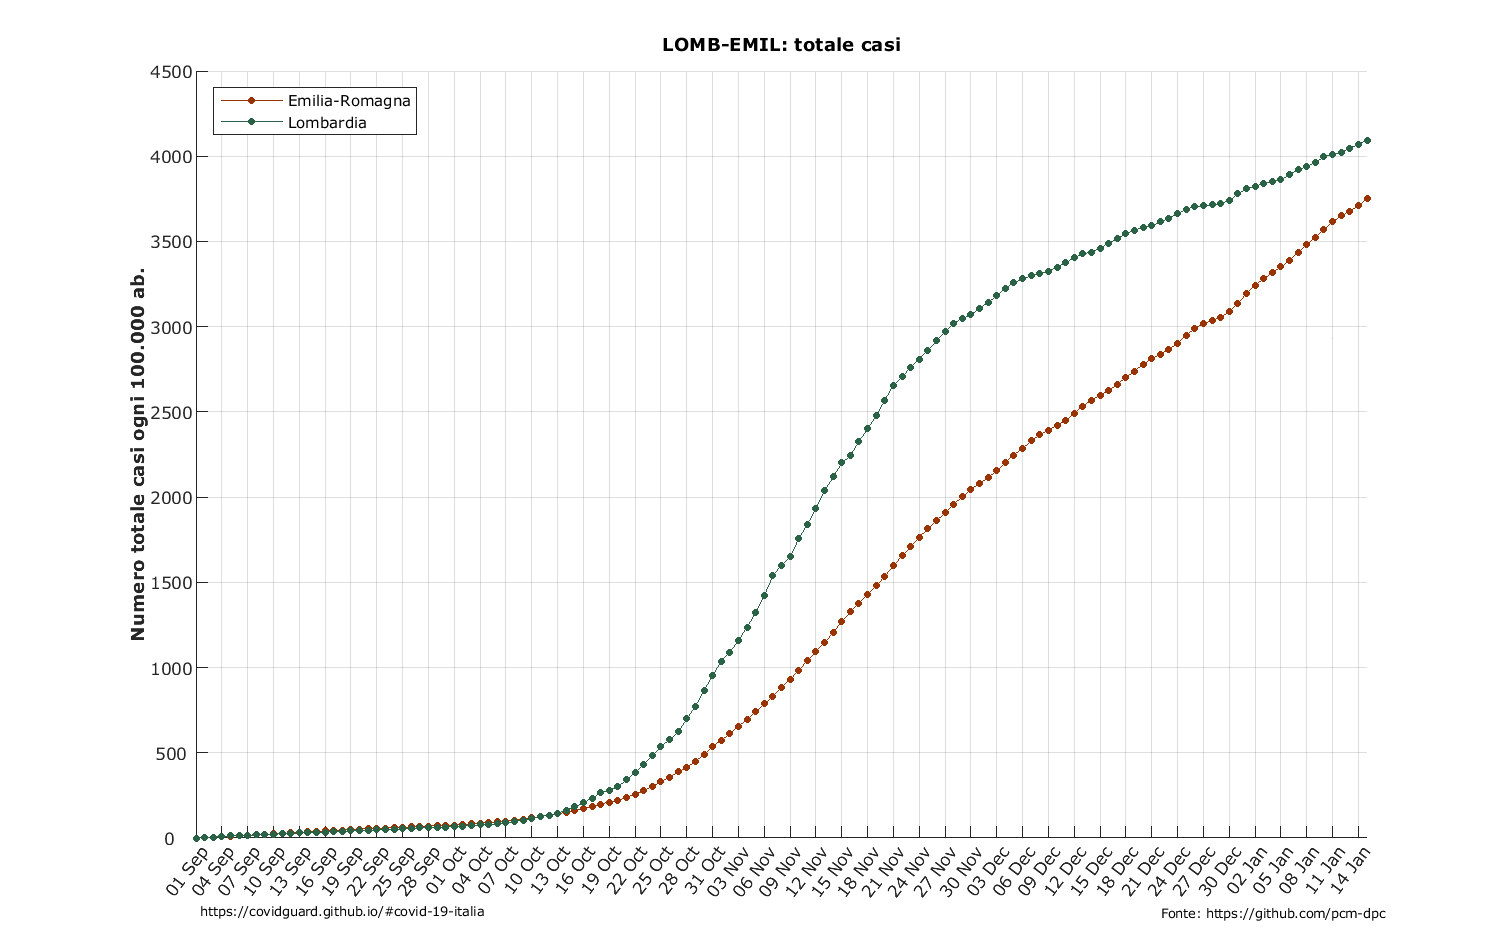 LOMB-EMIL: totale casi
Numero totale casi ogni 100.000 ab.
4500
4000
3500
3000
2500
2000
1500
1000
500
0
Emilia-Romagna
Lombardia
01 Sep
04 Sep
07 Sep
10 Sep
13 Sep
16 Sep
19 Sep
22 Sep
25 Sep
28 Sep
01 Oct
04 Oct
07 Oct
10 Oct
13 Oct
16 Oct
19 Oct
22 Oct
25 Oct
28 Oct
31 Oct
03 Nov
06 Nov
09 Nov
12 Nov
15 Nov
18 Nov
21 Nov
24 Nov
27 Nov
30 Nov
03 Dec
06 Dec
09 Dec
12 Dec
15 Dec
18 Dec
21 Dec
24 Dec
27 Dec
30 Dec
02 Jan
05 Jan
08 Jan
11 Jan
14 Jan
https://covidguard.github.io/#covid-19-italia
Fonte: https://github.com/pcm-dpc